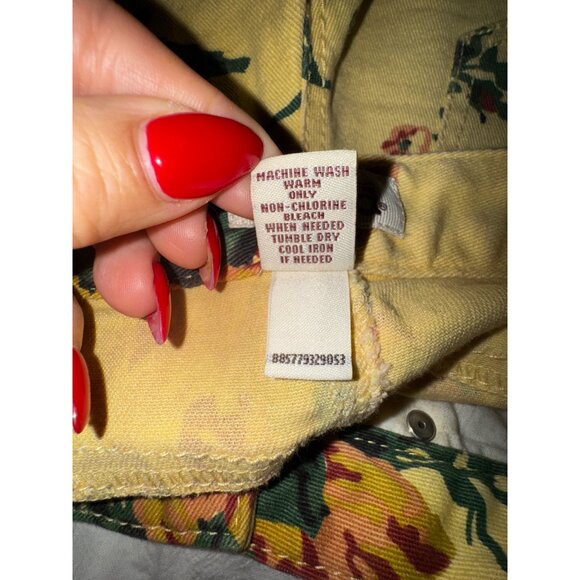 MACHINE WASH
WARM
ONLY
NON-CHLORINE
BLEACH
WHEN NEEDED
TUMBLE DRY
COOL IRON
IF NEEDED
885779329053